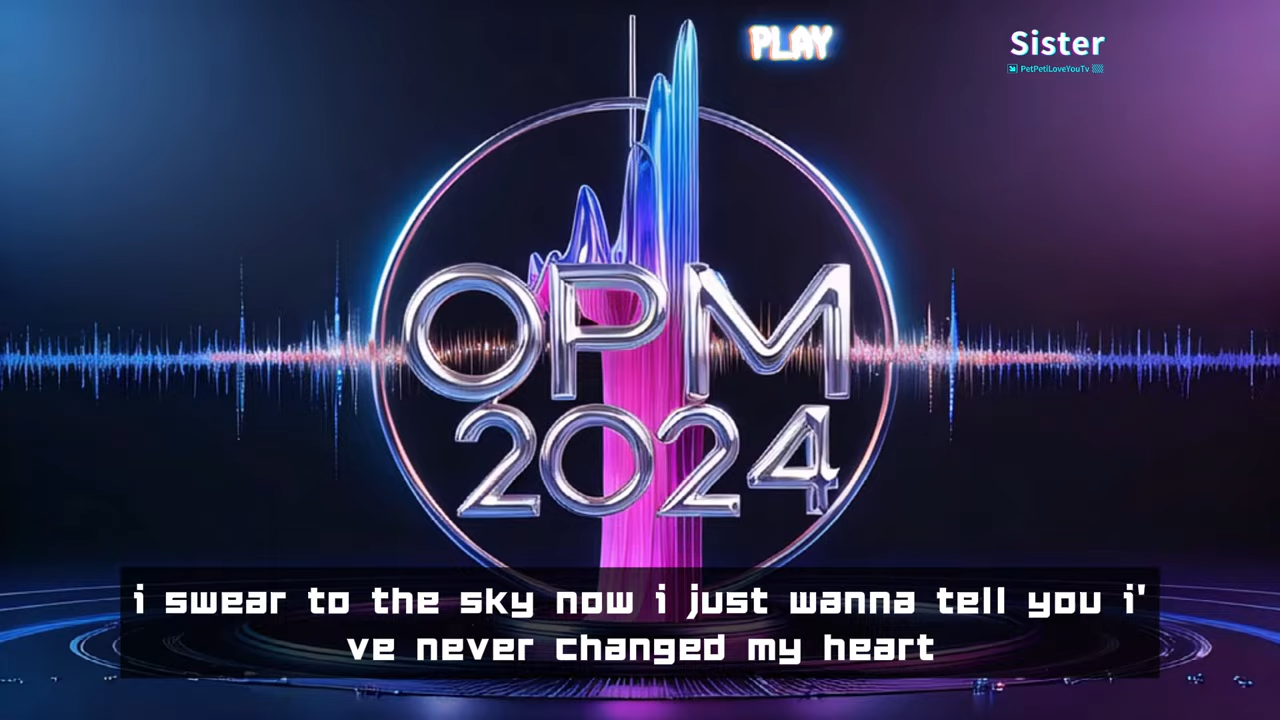 PLAY
Sister
PetPetiLoveYouTv
OPM
2024
i swear to the sky now i just wanna tell you i'
ve never changed my heart